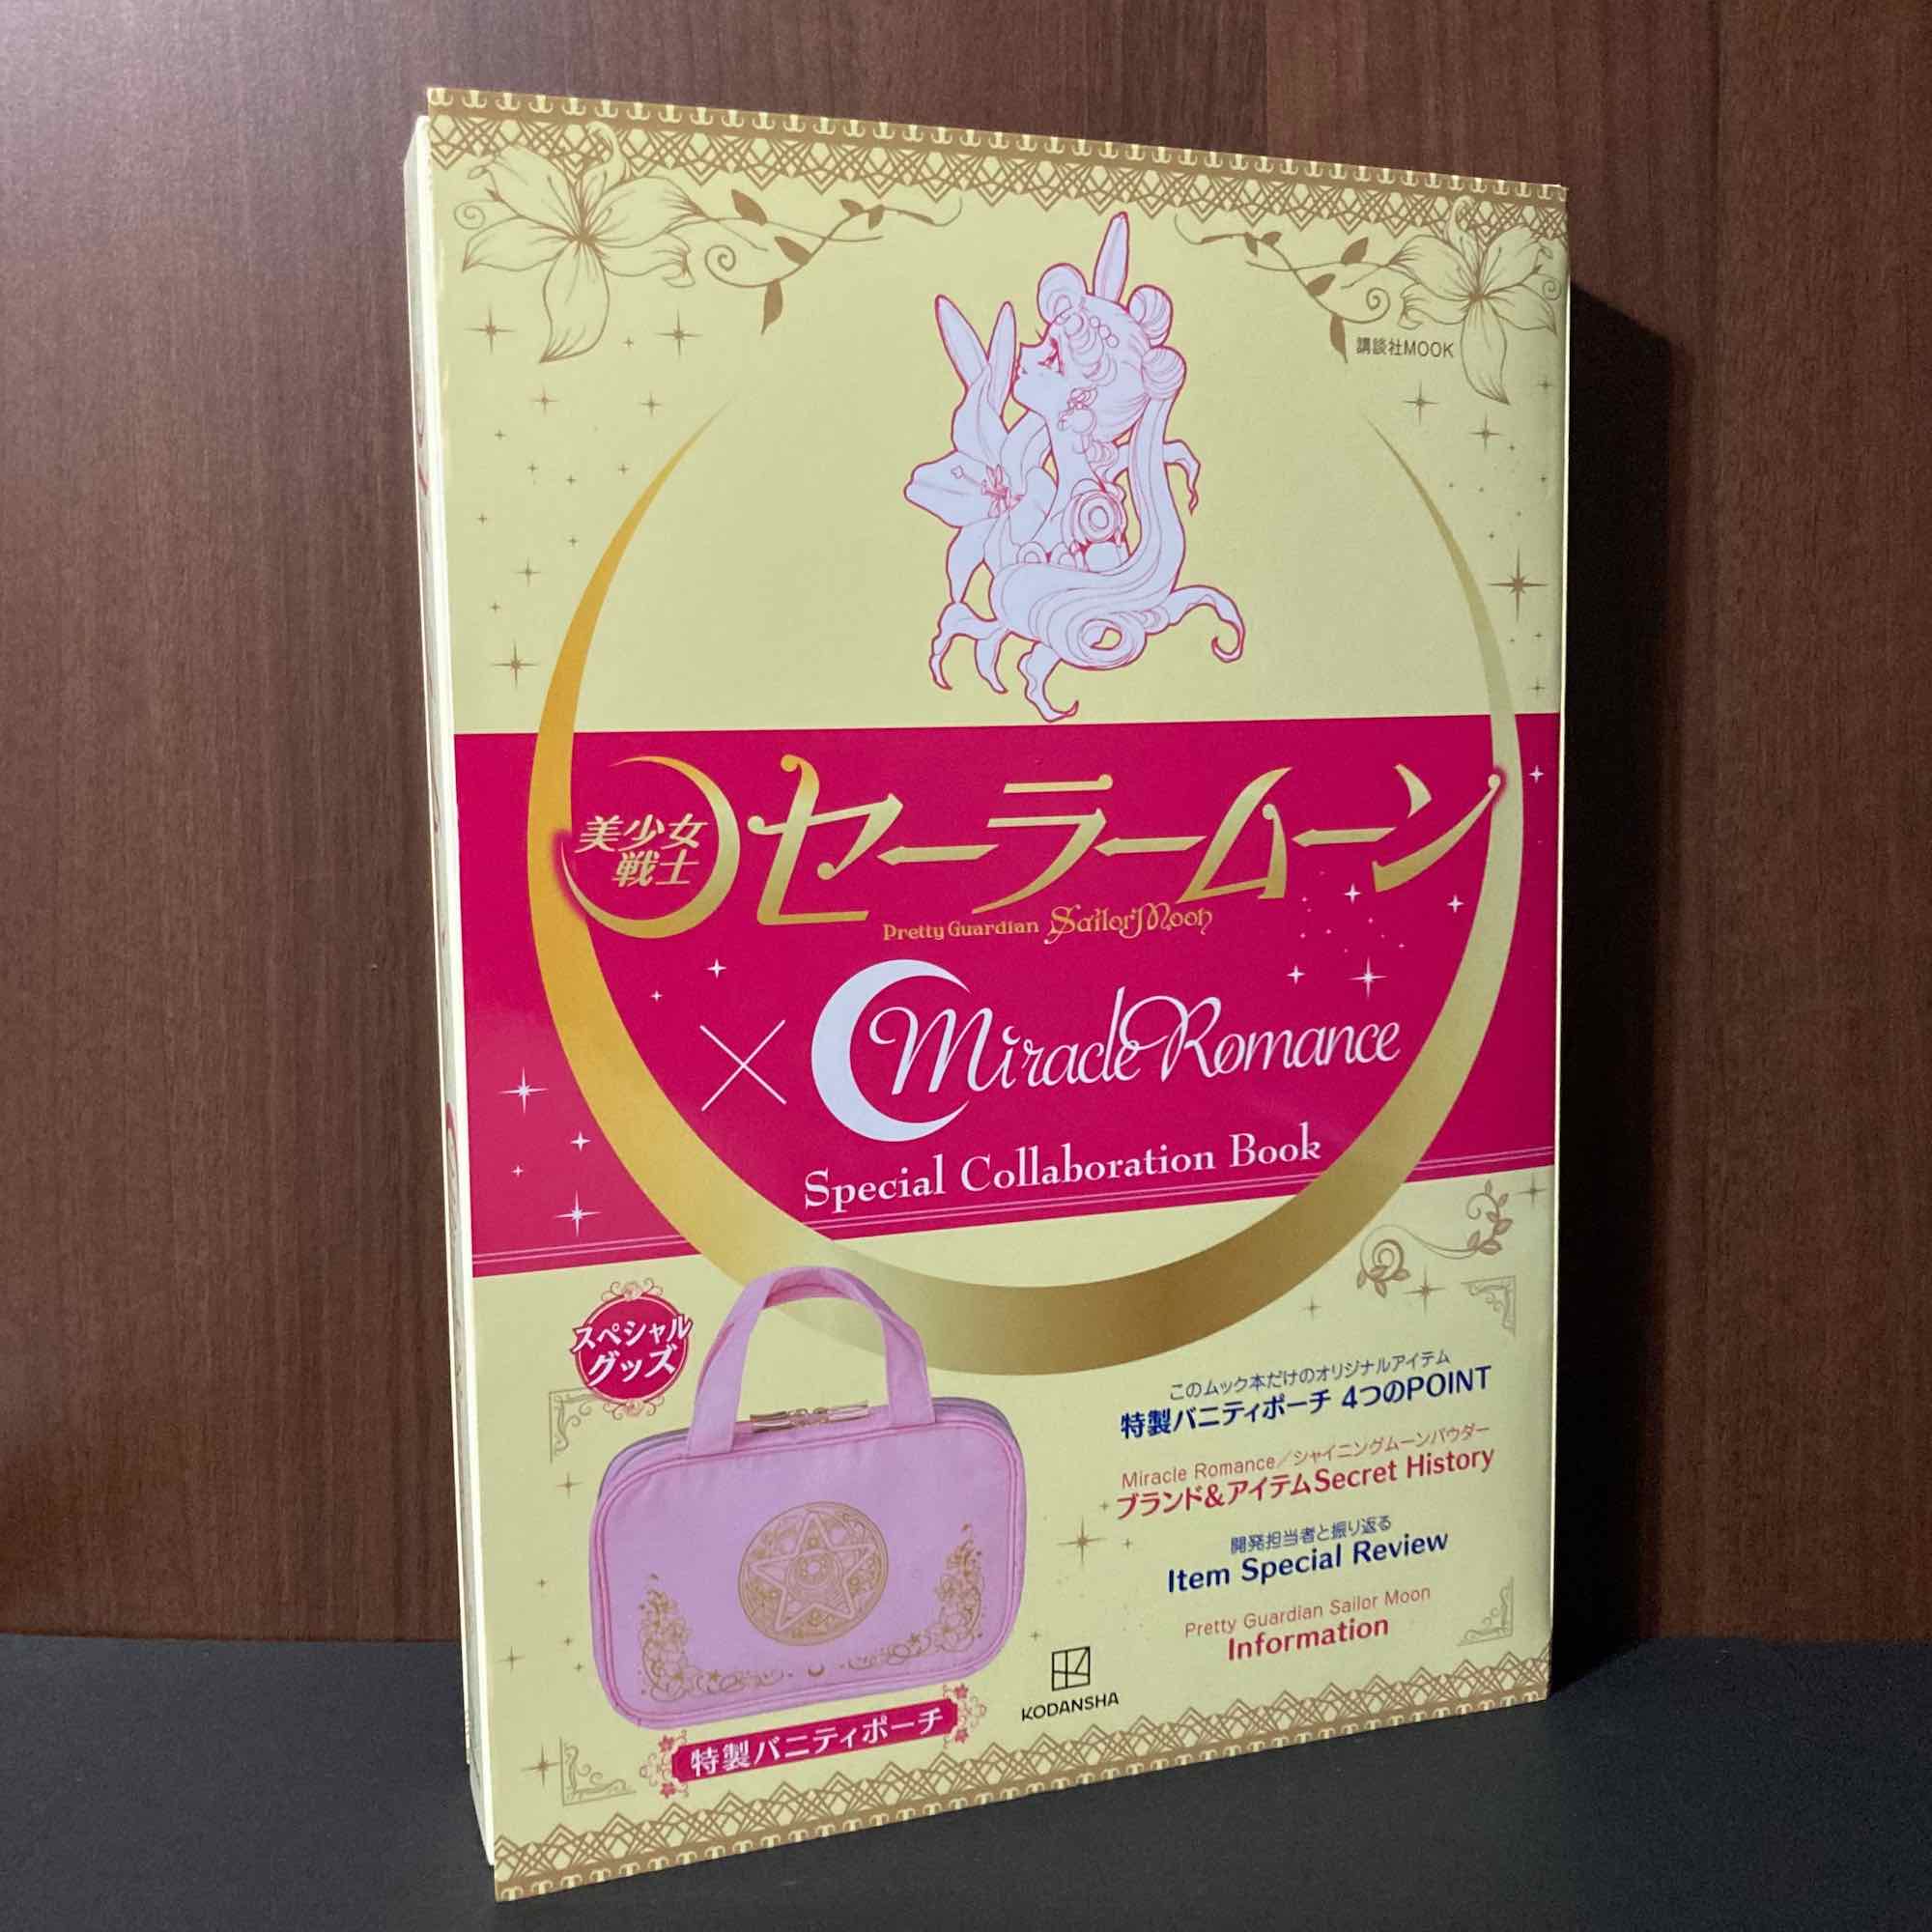 講談社MOOK
美少女
戦士
セーラームーン
Pretty Guardian Sailor Moon
×
Miracle Romance
Special Collaboration Book
スペシャル
グッズ
このムック本だけのオリジナルアイテム
特製バニティポーチ 4つのPOINT
Miracle Romance／シャイニングムーンパウダー
ブランド&アイテムSecret History
開発担当者と振り返る
Item Special Review
Pretty Guardian Sailor Moon
Information
KODANSHA
特製バニティポーチ